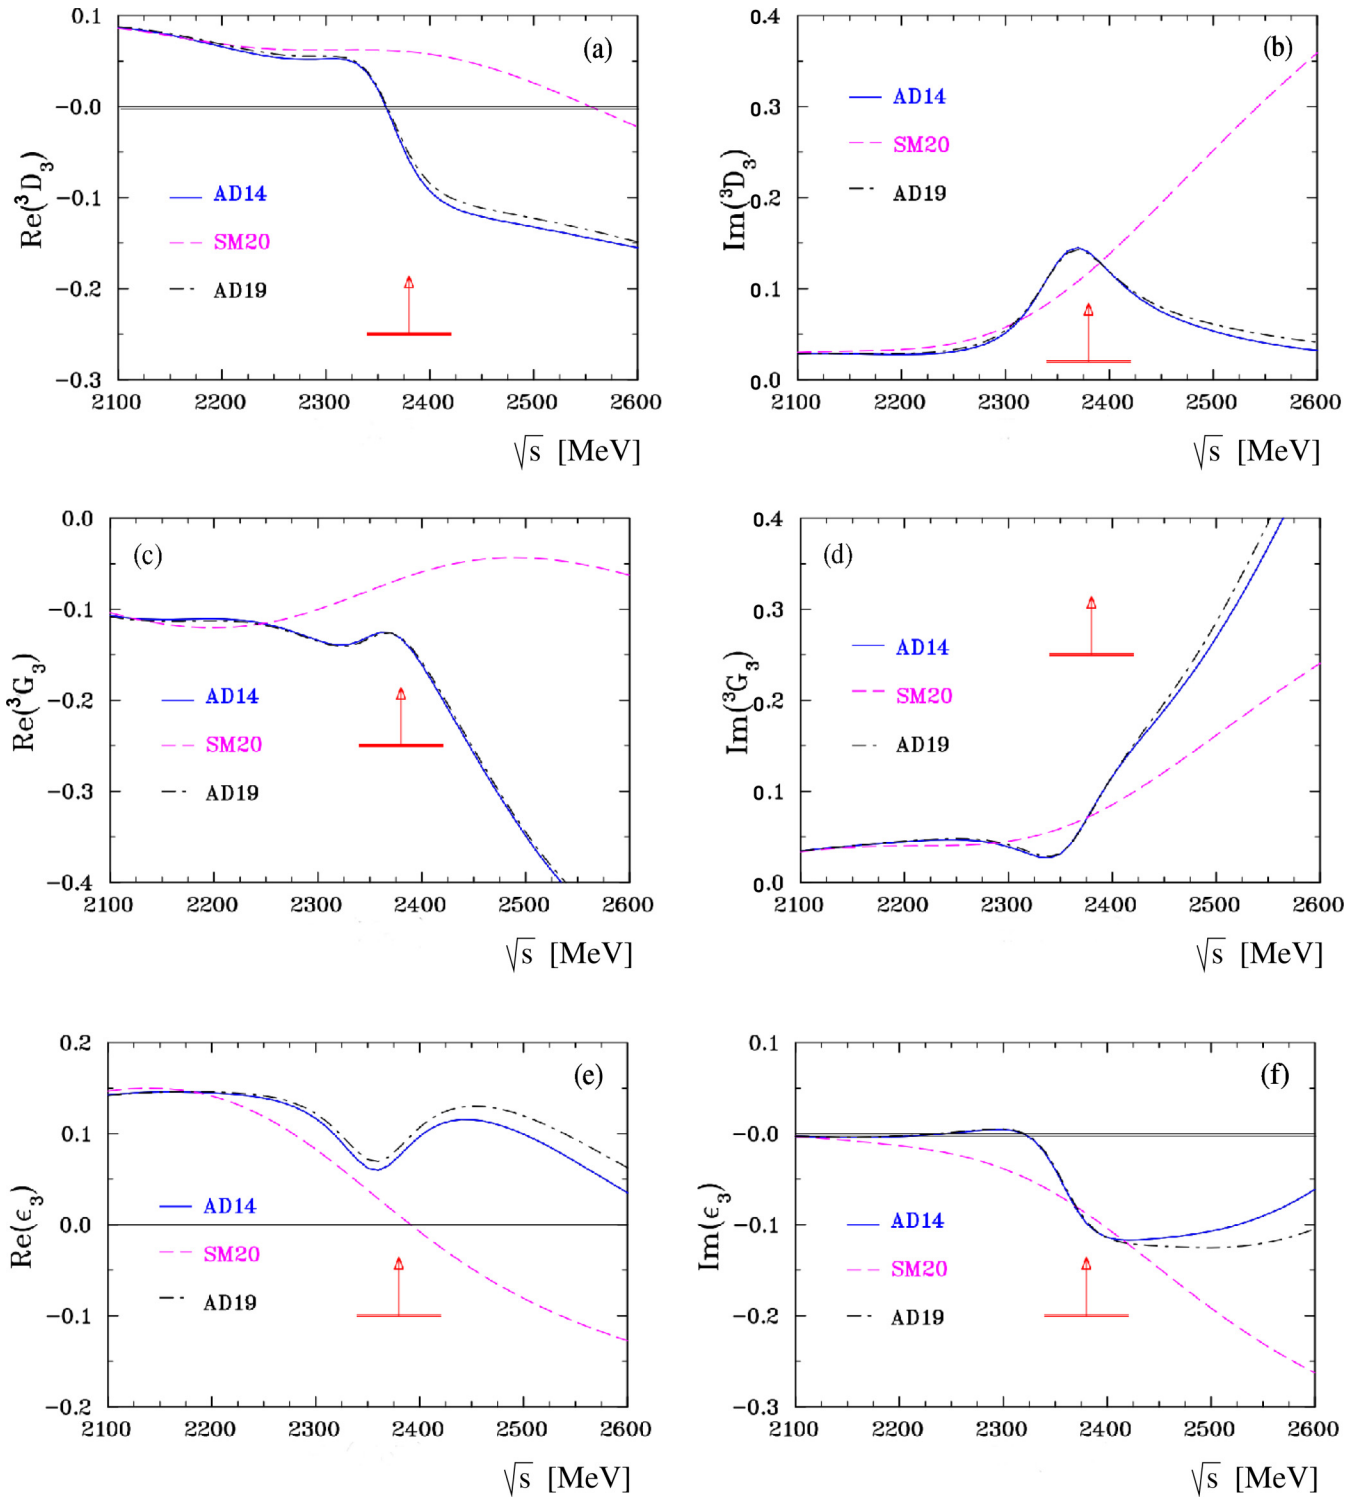 (a)
Re(³D₃)
0.1
−0.0
−0.1
−0.2
−0.3
AD14
SM20
AD19
2100 2200 2300 2400 2500 2600
√s [MeV]
(b)
Im(³D₃)
0.4
0.3
0.2
0.1
0.0
AD14
SM20
AD19
2100 2200 2300 2400 2500 2600
√s [MeV]
(c)
Re(³G₃)
0.0
−0.1
−0.2
−0.3
−0.4
AD14
SM20
AD19
2100 2200 2300 2400 2500 2600
√s [MeV]
(d)
Im(³G₃)
0.4
0.3
0.2
0.1
0.0
AD14
SM20
AD19
2100 2200 2300 2400 2500 2600
√s [MeV]
(e)
Re(ϵ₃)
0.2
0.1
0.0
−0.1
−0.2
AD14
SM20
AD19
2100 2200 2300 2400 2500 2600
√s [MeV]
(f)
Im(ϵ₃)
0.1
−0.0
−0.1
−0.2
−0.3
AD14
SM20
AD19
2100 2200 2300 2400 2500 2600
√s [MeV]